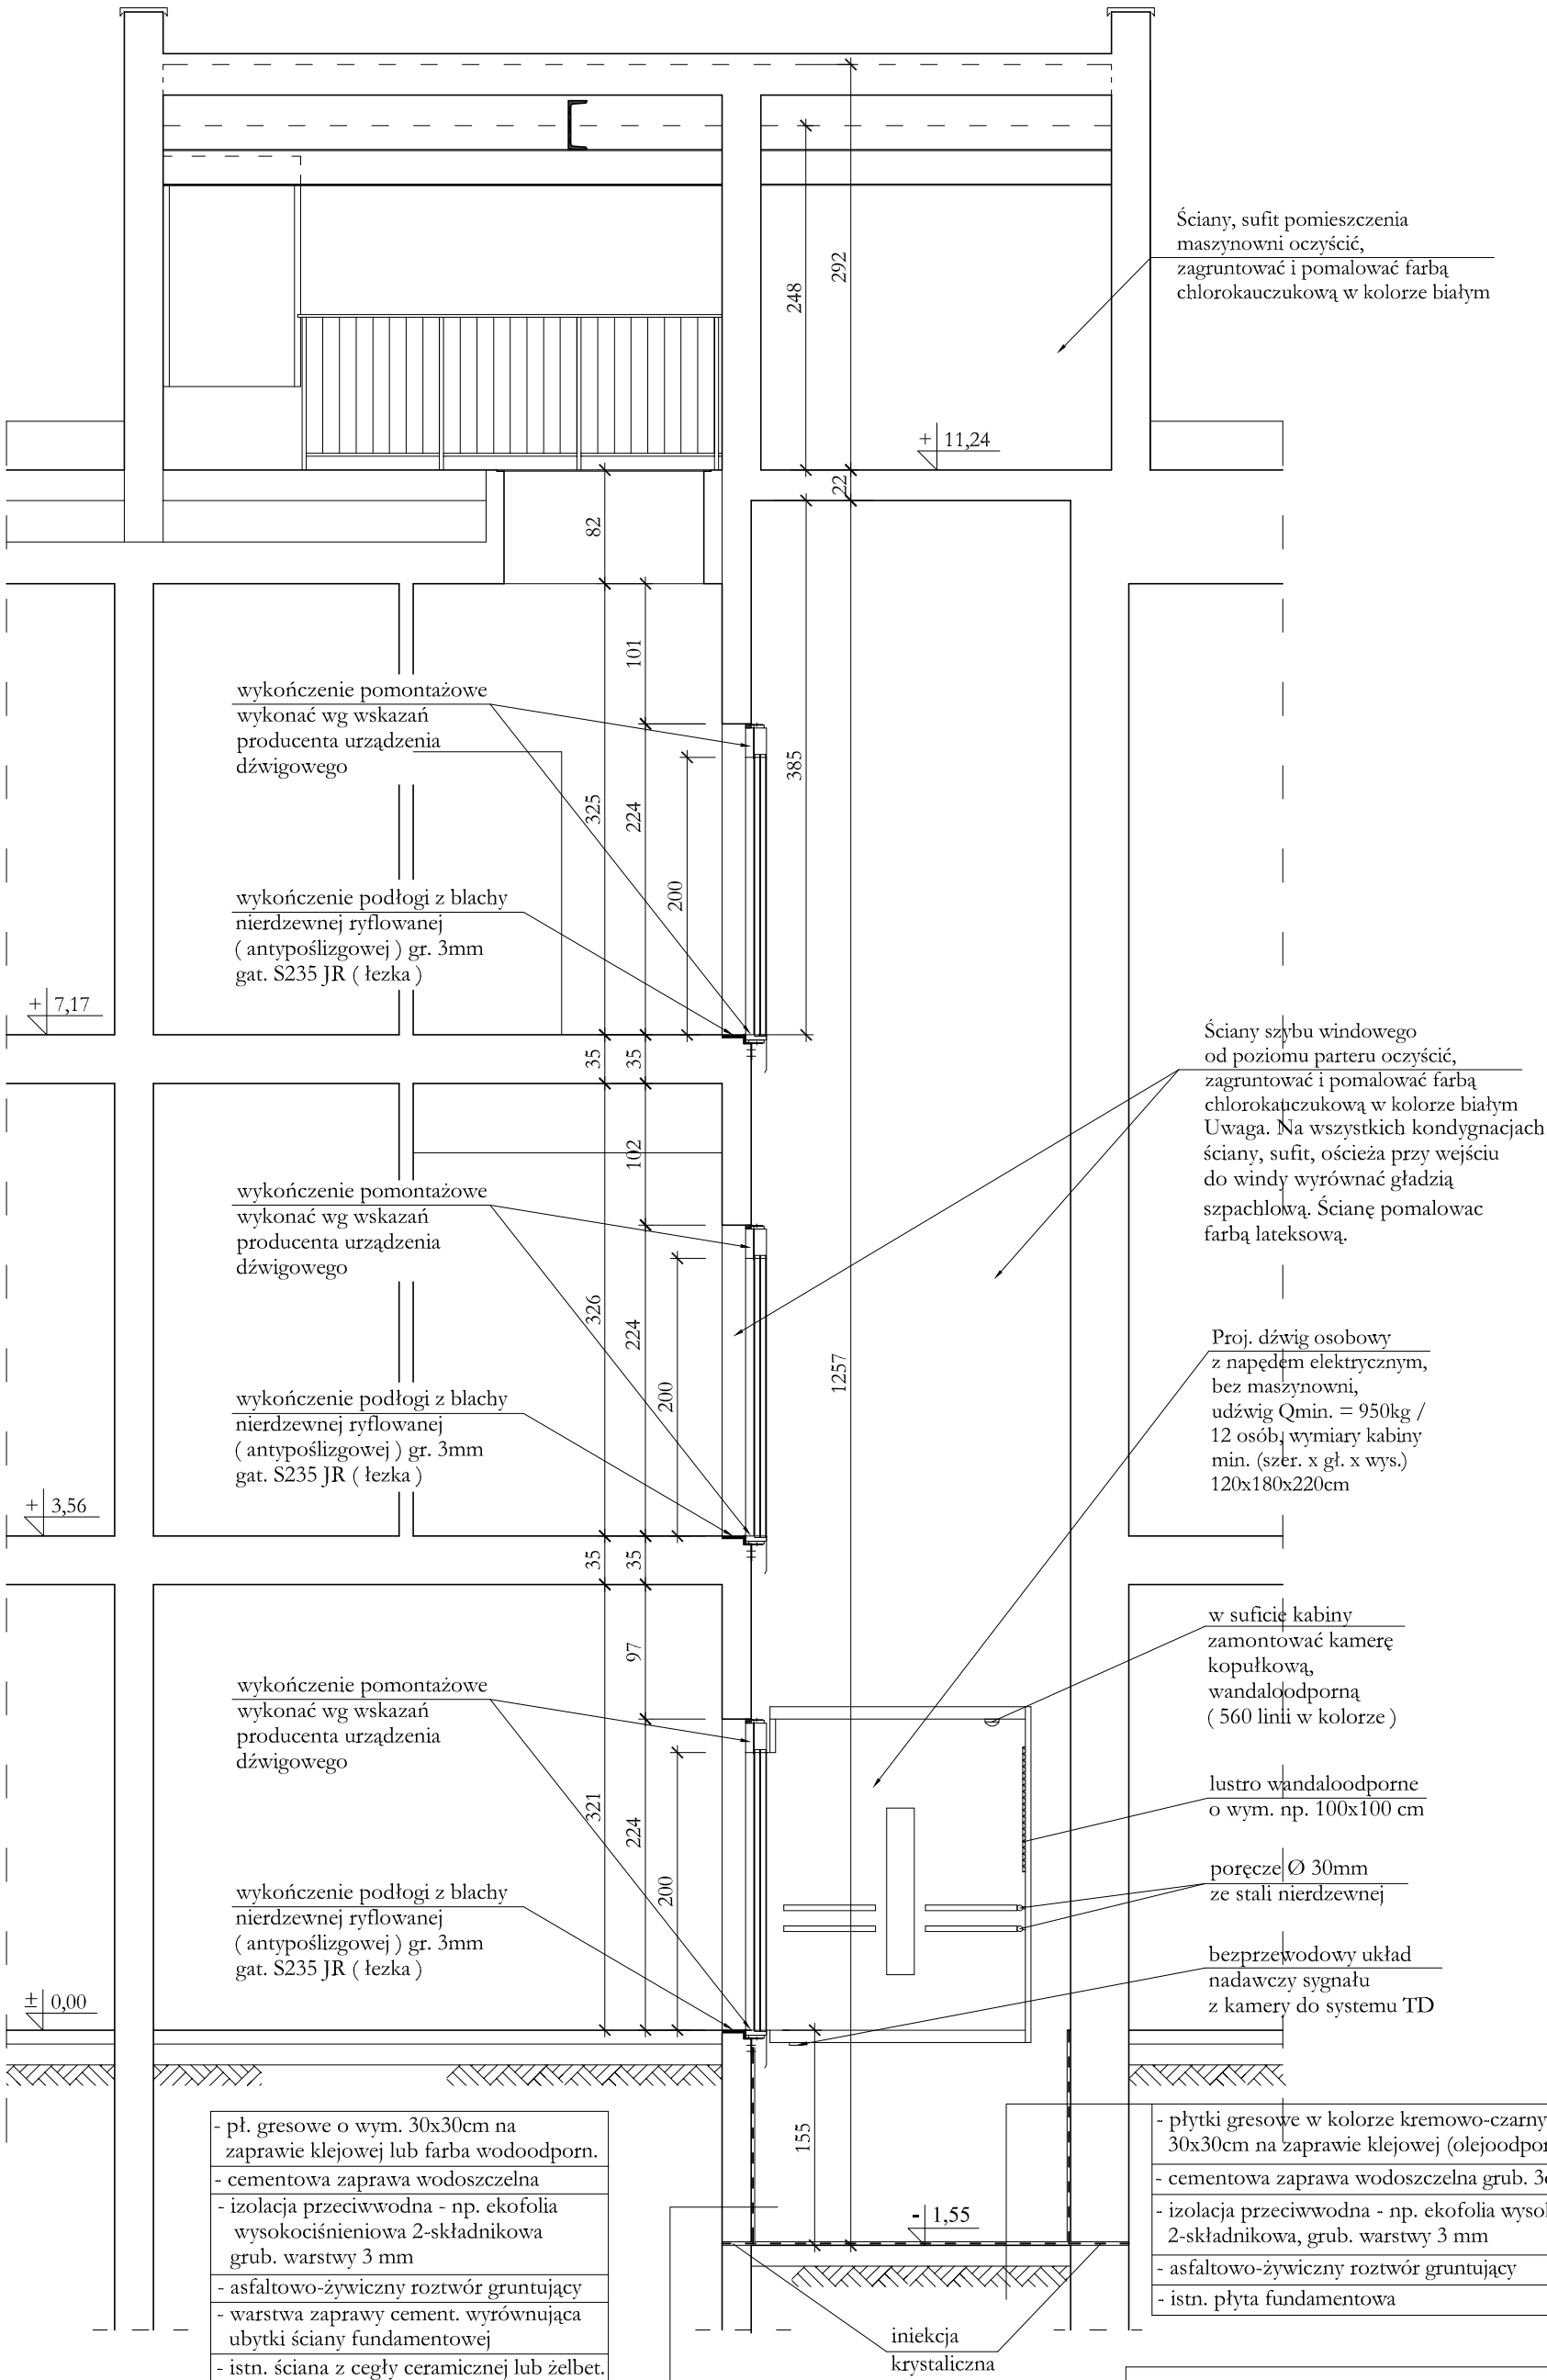 Ściany, sufit pomieszczenia
maszynowni oczyścić,
zagruntować i pomalować farbą
chlorokauczukową w kolorze białym
292
248
+ 11,24
22
82
101
wykończenie pomontażowe
wykonać wg wskazań
producenta urządzenia
dźwigowego
385
325
224
200
wykończenie podłogi z blachy
nierdzewnej ryflowanej
( antypoślizgowej ) gr. 3mm
gat. S235 JR ( łezka )
+ 7,17
35
35
Ściany szybu windowego
od poziomu parteru oczyścić,
zagruntować i pomalować farbą
chlorokauczukową w kolorze białym
Uwaga. Na wszystkich kondygnacjach
ściany, sufit, ościeża przy wejściu
do windy wyrównać gładzią
szpachlową. Ścianę pomalowac
farbą lateksową.
102
wykończenie pomontażowe
wykonać wg wskazań
producenta urządzenia
dźwigowego
326
224
200
1257
Proj. dźwig osobowy
z napędem elektrycznym,
bez maszynowni,
udźwig Qmin. = 950kg /
12 osób, wymiary kabiny
min. (szer. x gł. x wys.)
120x180x220cm
wykończenie podłogi z blachy
nierdzewnej ryflowanej
( antypoślizgowej ) gr. 3mm
gat. S235 JR ( łezka )
+ 3,56
35
35
97
w suficie kabiny
zamontować kamerę
kopułkową,
wandaloodporną
( 560 linii w kolorze )
wykończenie pomontażowe
wykonać wg wskazań
producenta urządzenia
dźwigowego
321
224
200
lustro wandaloodporne
o wym. np. 100x100 cm
poręcze Ø 30mm
ze stali nierdzewnej
wykończenie podłogi z blachy
nierdzewnej ryflowanej
( antypoślizgowej ) gr. 3mm
gat. S235 JR ( łezka )
bezprzewodowy układ
nadawczy sygnału
z kamery do systemu TD
± 0,00
155
- 1,55
- pł. gresowe o wym. 30x30cm na
zaprawie klejowej lub farba wodoodporn.
- cementowa zaprawa wodoszczelna
- izolacja przeciwwodna - np. ekofolia
wysokociśnieniowa 2-składnikowa
grub. warstwy 3 mm
- asfaltowo-żywiczny roztwór gruntujący
- warstwa zaprawy cement. wyrównująca
ubytki ściany fundamentowej
- istn. ściana z cegły ceramicznej lub żelbet.
- płytki gresowe w kolorze kremowo-czarny
30x30cm na zaprawie klejowej (olejoodpor
- cementowa zaprawa wodoszczelna grub.
- izolacja przeciwwodna - np. ekofolia wyso
2-składnikowa, grub. warstwy 3 mm
- asfaltowo-żywiczny roztwór gruntujący
- istn. płyta fundamentowa
iniekcja
krystaliczna